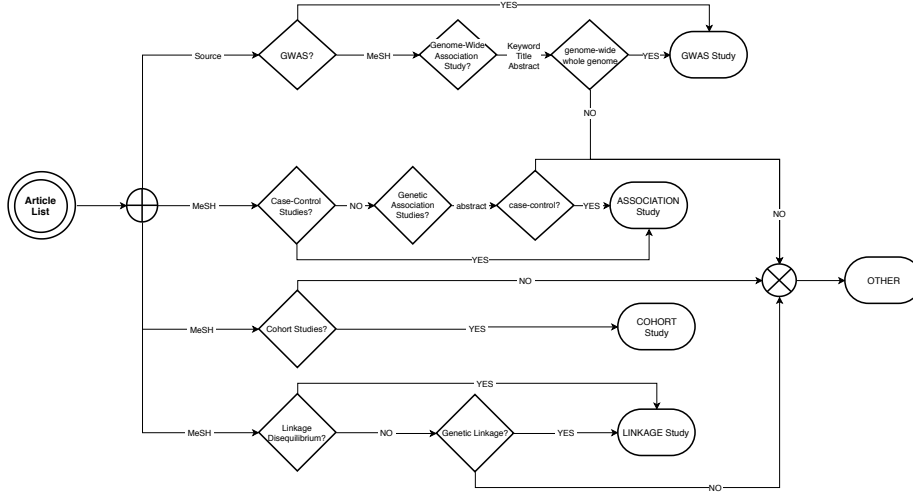 YES
Source
GWAS?
MeSH
Genome-Wide
Association
Study?
Keyword
Title
Abstract
genome-wide
whole genome
YES
GWAS Study
NO
Article
List
MeSH
Case-Control
Studies?
NO
Genetic
Association
Studies?
abstract
case-control?
YES
ASSOCIATION
Study
NO
YES
NO
OTHER
MeSH
Cohort Studies?
YES
COHORT
Study
YES
MeSH
Linkage
Disequilibrium?
NO
Genetic Linkage?
YES
LINKAGE Study
NO